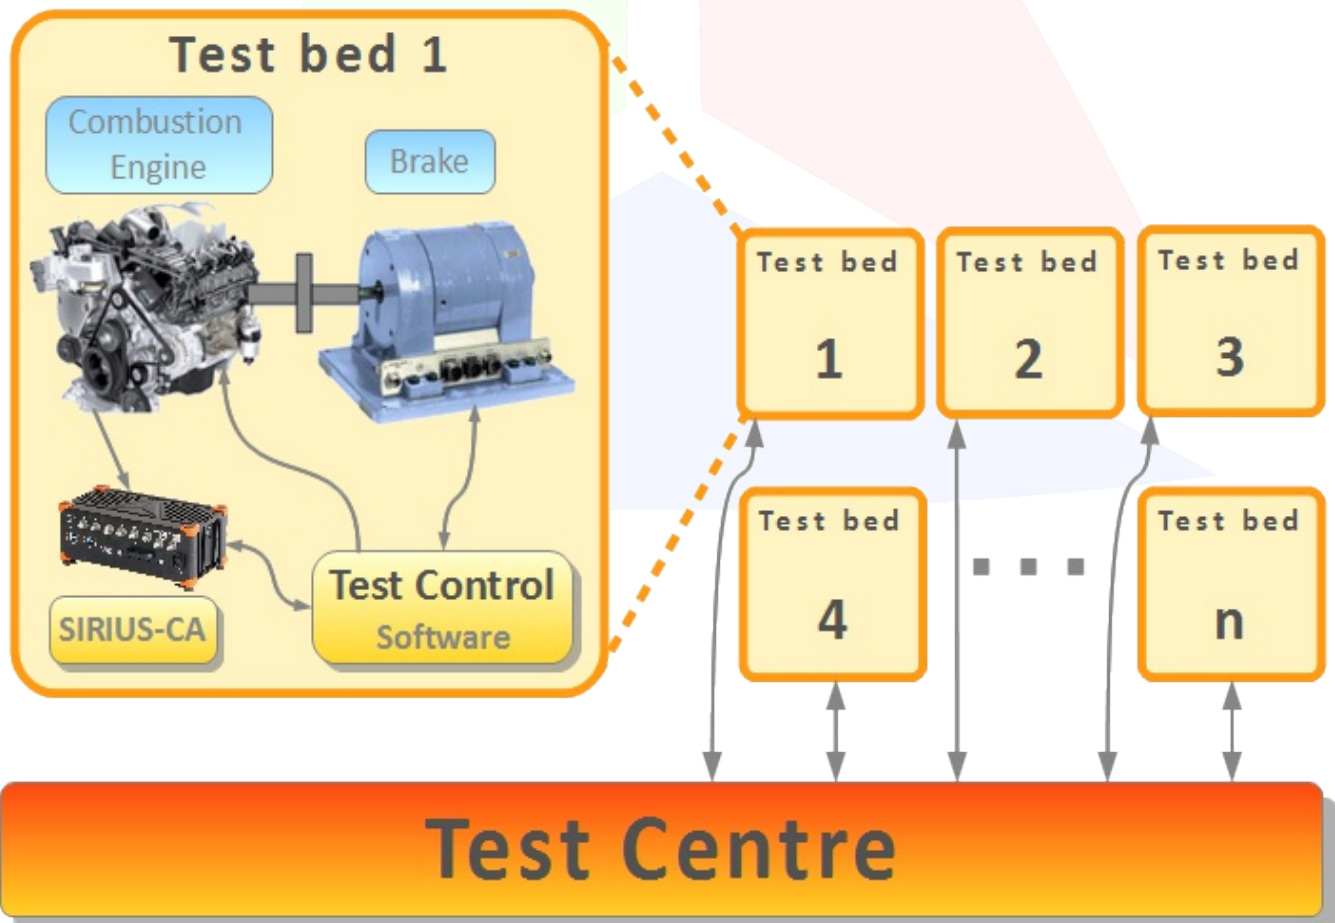 Test bed 1
Combustion
Engine
Brake
SIRIUS-CA
Test Control
Software
Test bed
1
Test bed
2
Test bed
3
Test bed
4
Test bed
n
Test Centre